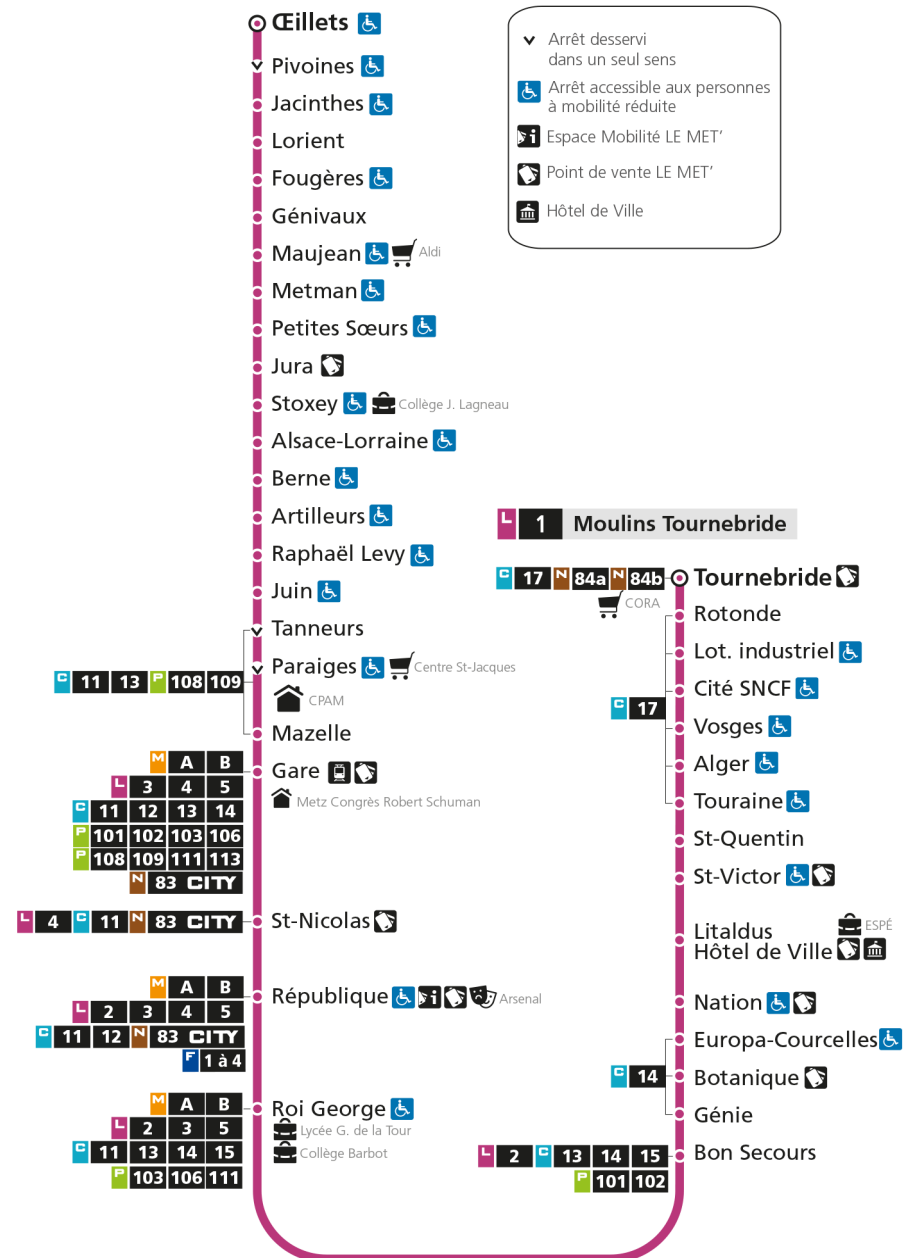 Œillets
Pivoines
Jacinthes
Lorient
Fougères
Génivaux
Maujean Aldi
Metman
Petites Sœurs
Jura
Stoxey Collège J. Lagneau
Alsace-Lorraine
Berne
Artilleurs
Raphaël Levy
Juin
Tanneurs
Paraiges Centre St-Jacques
C 11 13 P 108 109
CPAM
Mazelle
M A B
Gare
L 3 4 5
C 11 12 13 14
Metz Congrès Robert Schuman
P 101 102 103 106
P 108 109 111 113
N 83 CITY
L 4 C 11 N 83 CITY
St-Nicolas
M A B
République Arsenal
L 2 3 4 5
C 11 12 N 83 CITY
F 1 à 4
M A B
Roi George
L 2 3 5
Lycée G. de la Tour
C 11 13 14 15
Collège Barbot
P 103 106 111
Arrêt desservi
dans un seul sens
Arrêt accessible aux personnes
à mobilité réduite
i Espace Mobilité LE MET’
Point de vente LE MET’
Hôtel de Ville
L 1 Moulins Tournebride
C 17 N 84a N 84b
Tournebride
CORA
Rotonde
Lot. industriel
Cité SNCF
C 17
Vosges
Alger
Touraine
St-Quentin
St-Victor
Litaldus ESPÉ
Hôtel de Ville
Nation
Europa-Courcelles
C 14
Botanique
Génie
L 2 C 13 14 15
Bon Secours
P 101 102